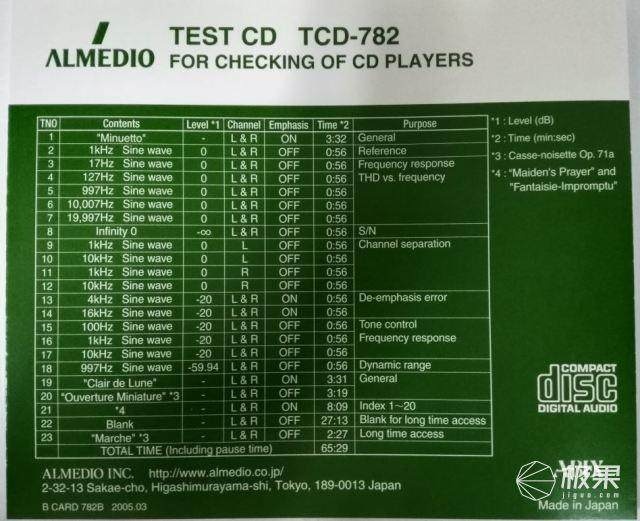 ALMEDIO
TEST CD TCD-782
FOR CHECKING OF CD PLAYERS
TNO Contents Level *1 Channel Emphasis Time *2 Purpose
1 "Minuetto" - L & R ON 3:32 General
2 1kHz Sine wave 0 L & R OFF 0:56 Reference
3 17Hz Sine wave 0 L & R OFF 0:56 Frequency response
4 127Hz Sine wave 0 L & R OFF 0:56 THD vs. frequency
5 997Hz Sine wave 0 L & R OFF 0:56
6 10,007Hz Sine wave 0 L & R OFF 0:56
7 19,997Hz Sine wave 0 L & R OFF 0:56
8 Infinity 0 -∞ L & R OFF 0:56 S/N
9 1kHz Sine wave 0 L OFF 0:56 Channel separation
10 10kHz Sine wave 0 L OFF 0:56
11 1kHz Sine wave 0 R OFF 0:56
12 10kHz Sine wave 0 R OFF 0:56
13 4kHz Sine wave -20 L & R ON 0:56 De-emphasis error
14 16kHz Sine wave -20 L & R ON 0:56
15 100Hz Sine wave -20 L & R OFF 0:56 Tone control
16 1kHz Sine wave -20 L & R OFF 0:56 Frequency response
17 10kHz Sine wave -20 L & R OFF 0:56
18 997Hz Sine wave -59.94 L & R OFF 0:56 Dynamic range
19 "Clair de Lune" - L & R ON 3:31 General
20 "Ouverture Miniature" *3 - L & R OFF 3:19
21 *4 - L & R ON 8:09 Index 1~20
22 Blank - L & R OFF 27:13 Blank for long time access
23 "Marche" *3 - L & R OFF 2:27 Long time access
TOTAL TIME (Including pause time) 65:29
*1 : Level (dB)
*2 : Time (min:sec)
*3 : Casse-noisette Op. 71a
*4 : "Maiden's Prayer" and
"Fantaisie-Impromptu"
COMPACT
disc
DIGITAL AUDIO
ALMEDIO INC. http://www.almedio.co.jp/
2-32-13 Sakae-cho, Higashimurayama-shi, Tokyo, 189-0013 Japan
B CARD 782B 2005.03
Made in Japan
极果
jiguo.com